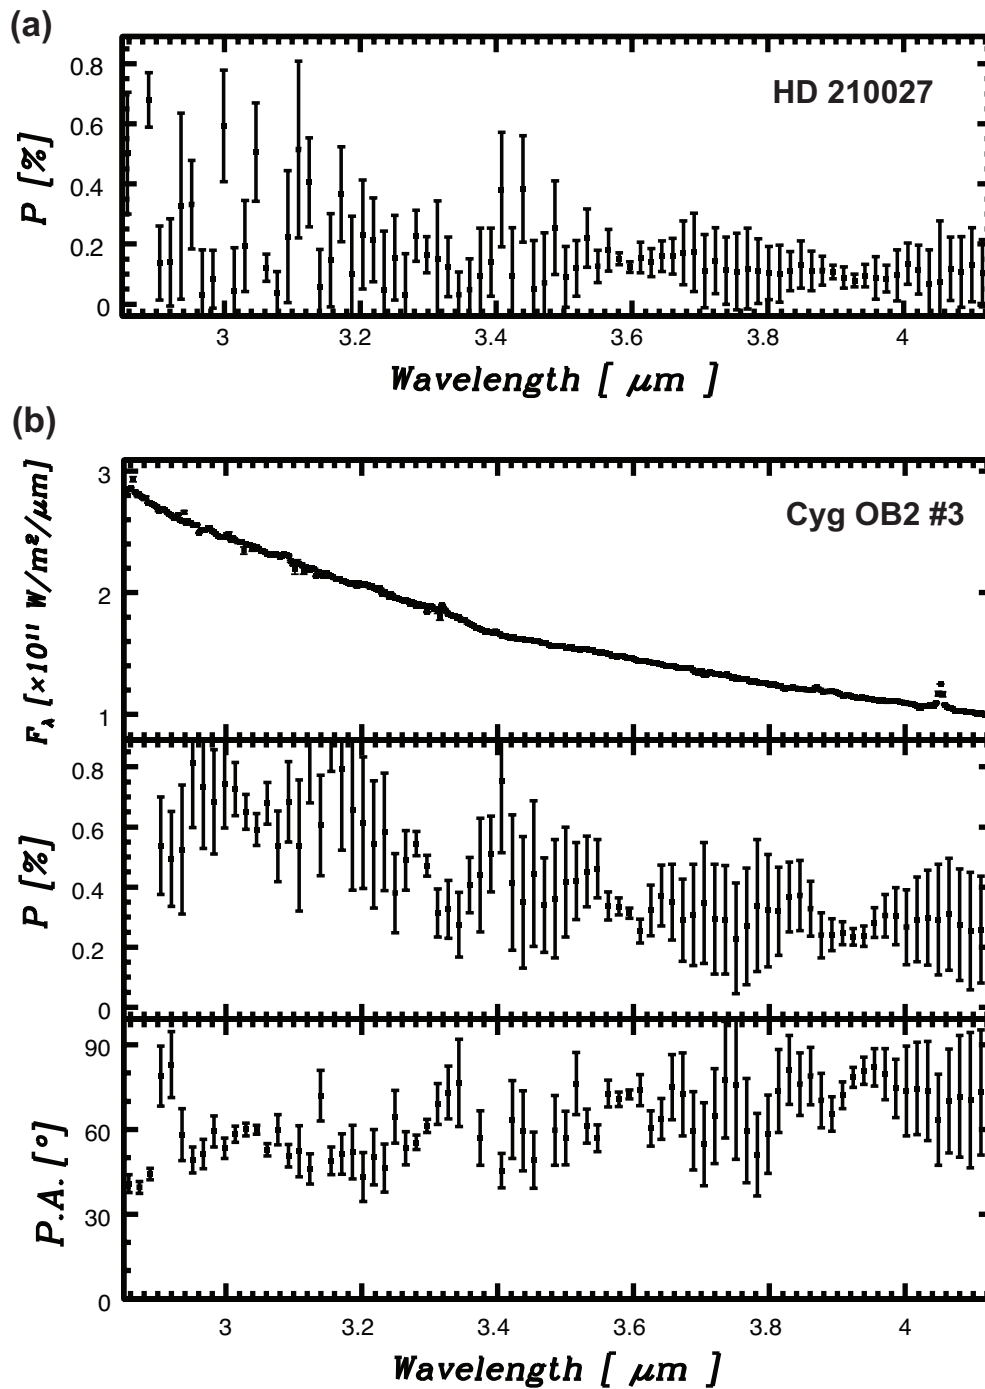 (a)
HD 210027
P [%]
0.8
0.6
0.4
0.2
0
3 3.2 3.4 3.6 3.8 4
Wavelength [ μm ]
(b)
Cyg OB2 #3
F_λ [×10¹¹ W/m²/μm]
3
2
1
P [%]
0.8
0.6
0.4
0.2
0
P.A. [°]
90
60
30
0
3 3.2 3.4 3.6 3.8 4
Wavelength [ μm ]